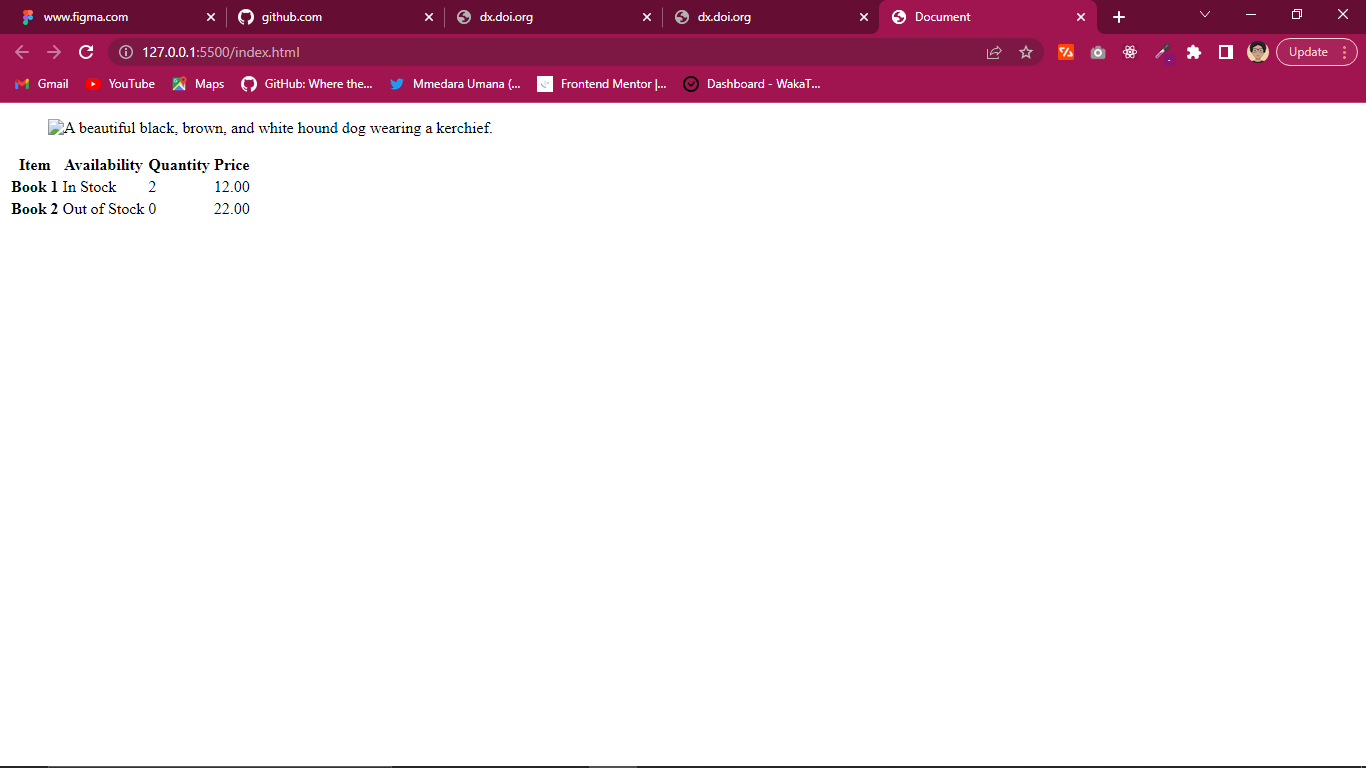 www.figma.com
github.com
dx.doi.org
dx.doi.org
Document
127.0.0.1:5500/index.html
Update
Gmail
YouTube
Maps
GitHub: Where the...
Mmedara Umana (...
Frontend Mentor |...
Dashboard - WakaT...
A beautiful black, brown, and white hound dog wearing a kerchief.
Item Availability Quantity Price
Book 1 In Stock 2 12.00
Book 2 Out of Stock 0 22.00